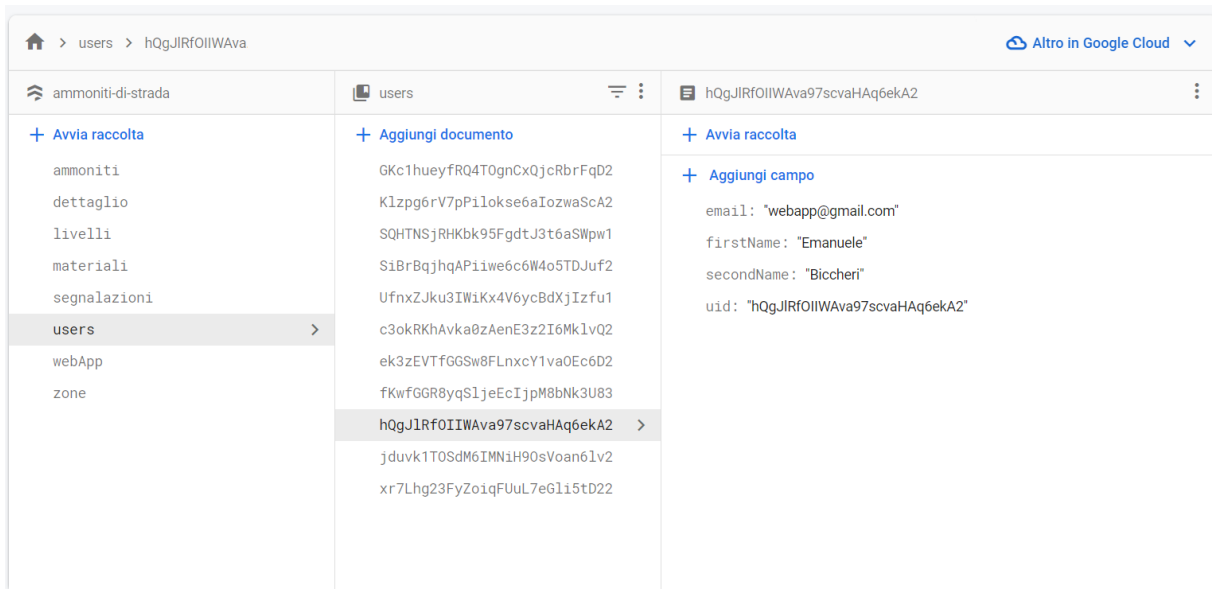 users > hQgJlRfOIIWAva
Altro in Google Cloud
ammoniti-di-strada
users
hQgJlRfOIIWAva97scvaHAq6ekA2
+ Avvia raccolta
+ Aggiungi documento
+ Avvia raccolta
ammoniti
dettaglio
livelli
materiali
segnalazioni
users
webApp
zone
GKc1hueyfRQ4TOgnCxQjcRbrFqD2
Klzpg6rV7pPilokse6aIozwaScA2
SQHTNSjRHKbk95FgdtJ3t6aSWpw1
SiBrBqjhqAPiiwe6c6W4o5TDJuf2
UfnxZJku3IWiKx4V6ycBdXjIzfu1
c3okRKhAvka0zAenE3z2I6MklvQ2
ek3zEVTfGGSw8FLnxcY1vaOEc6D2
fKwfGGR8yqSljeEcIjpM8bNk3U83
hQgJlRfOIIWAva97scvaHAq6ekA2
jduvk1TOSdM6IMNiH9OsVoan6lv2
xr7Lhg23FyZoiqFUuL7eGli5tD22
+ Aggiungi campo
email: "webapp@gmail.com"
firstName: "Emanuele"
secondName: "Biccheri"
uid: "hQgJlRfOIIWAva97scvaHAq6ekA2"